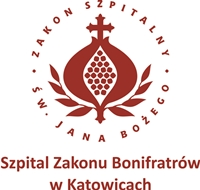 ZAKON SZPITALNY
ŚW. JANA BOŻEGO
Szpital Zakonu Bonifratrów
w Katowicach